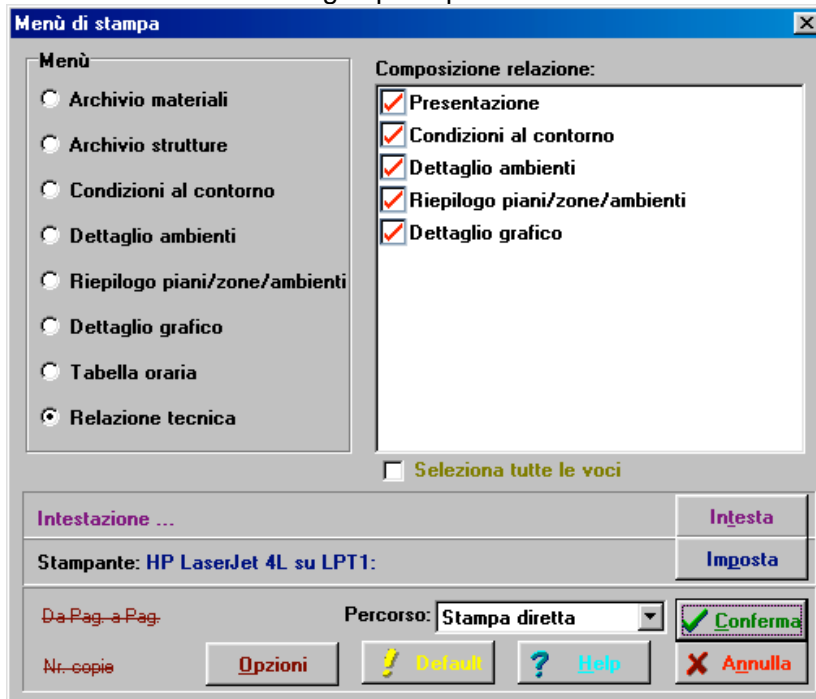 Menù di stampa
Menù
Archivio materiali
Archivio strutture
Condizioni al contorno
Dettaglio ambienti
Riepilogo piani/zone/ambienti
Dettaglio grafico
Tabella oraria
Relazione tecnica
Composizione relazione:
Presentazione
Condizioni al contorno
Dettaglio ambienti
Riepilogo piani/zone/ambienti
Dettaglio grafico
Seleziona tutte le voci
Intestazione ...
Intesta
Stampante: HP LaserJet 4L su LPT1:
Imposta
Da Pag. a Pag.
Percorso: Stampa diretta
Conferma
Nr. copie
Opzioni
Default
Help
Annulla